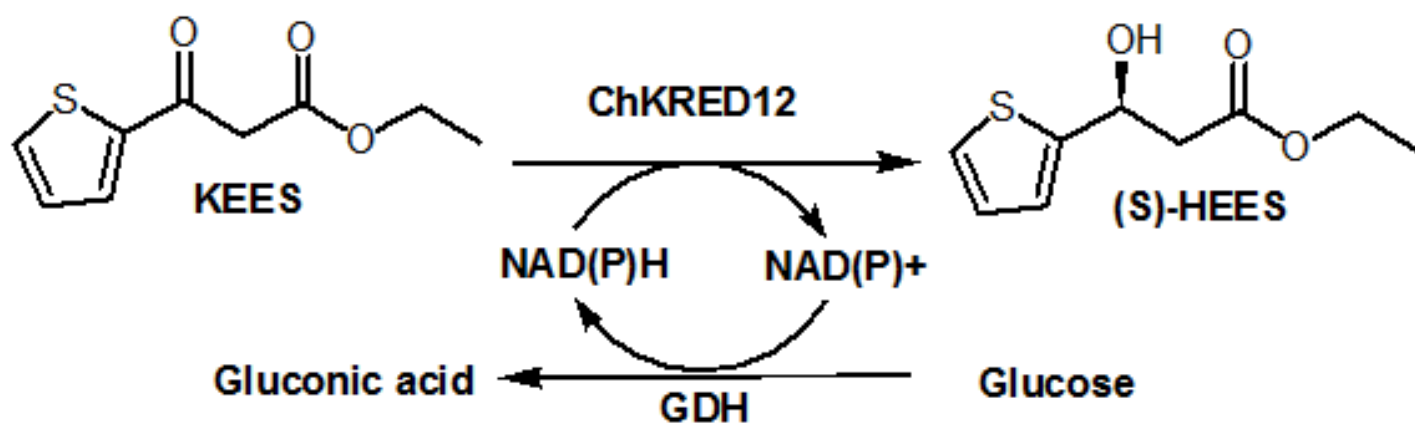 O O
S O
ChKRED12
KEES
OH O
S O
(S)-HEES
NAD(P)H NAD(P)+
Gluconic acid Glucose
GDH